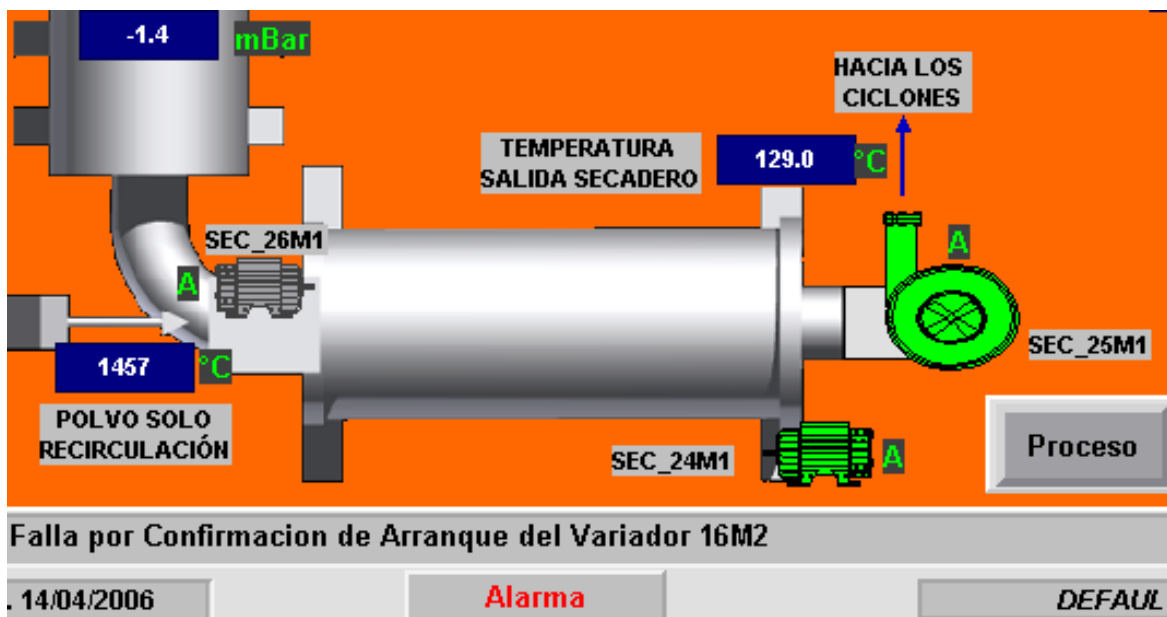 -1.4 mBar
HACIA LOS
CICLONES
TEMPERATURA
SALIDA SECADERO
129.0 °C
SEC_26M1
A
A
SEC_25M1
1457 °C
POLVO SOLO
RECIRCULACIÓN
SEC_24M1 A
Proceso
Falla por Confirmacion de Arranque del Variador 16M2
. 14/04/2006
Alarma
DEFAUL